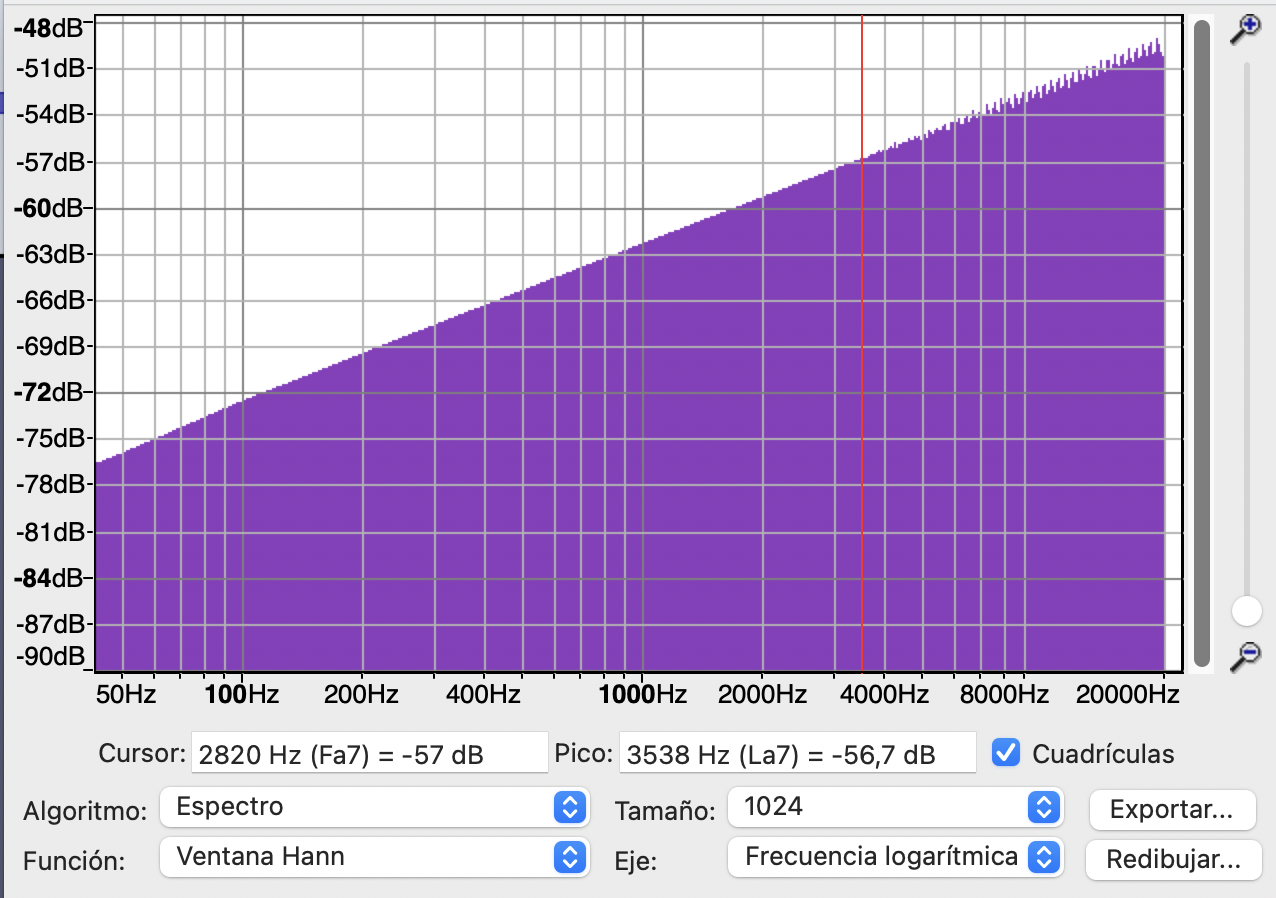 -48dB
-51dB
-54dB
-57dB
-60dB
-63dB
-66dB
-69dB
-72dB
-75dB
-78dB
-81dB
-84dB
-87dB
-90dB
50Hz 100Hz 200Hz 400Hz 1000Hz 2000Hz 4000Hz 8000Hz 20000Hz
Cursor: 2820 Hz (Fa7) = -57 dB Pico: 3538 Hz (La7) = -56,7 dB Cuadrículas
Algoritmo: Espectro Tamaño: 1024 Exportar...
Función: Ventana Hann Eje: Frecuencia logarítmica Redibujar...